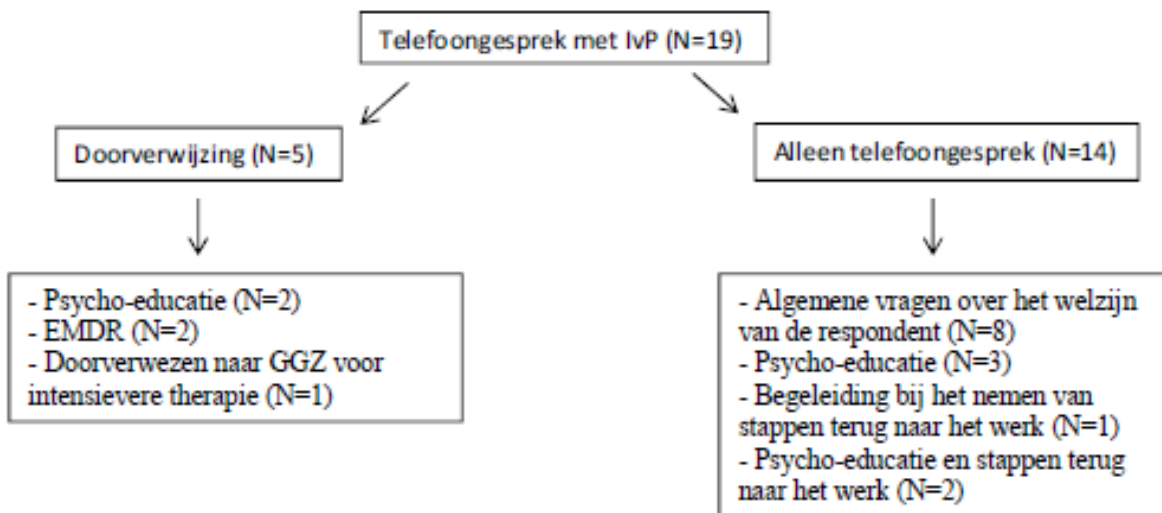 Telefoongesprek met IvP (N=19)
Doorverwijzing (N=5)
Alleen telefoongesprek (N=14)
- Psycho-educatie (N=2)
- EMDR (N=2)
- Doorverwezen naar GGZ voor
intensievere therapie (N=1)
- Algemene vragen over het welzijn
van de respondent (N=8)
- Psycho-educatie (N=3)
- Begeleiding bij het nemen van
stappen terug naar het werk (N=1)
- Psycho-educatie en stappen terug
naar het werk (N=2)